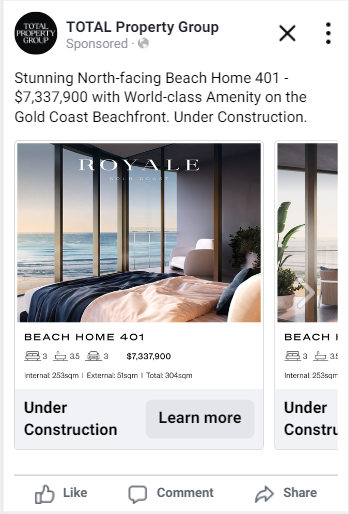 TOTAL
PROPERTY
GROUP
TOTAL Property Group
Sponsored ·
Stunning North-facing Beach Home 401 -
$7,337,900 with World-class Amenity on the
Gold Coast Beachfront. Under Construction.
ROYALE
GOLD COAST
BEACH HOME 401
3 3.5 3 $7,337,900
Internal: 253sqm | External: 51sqm | Total: 304sqm
Under
Construction
Learn more
BEACH H
3 3.5
Internal: 253sqm
Under
Constru
Like Comment Share